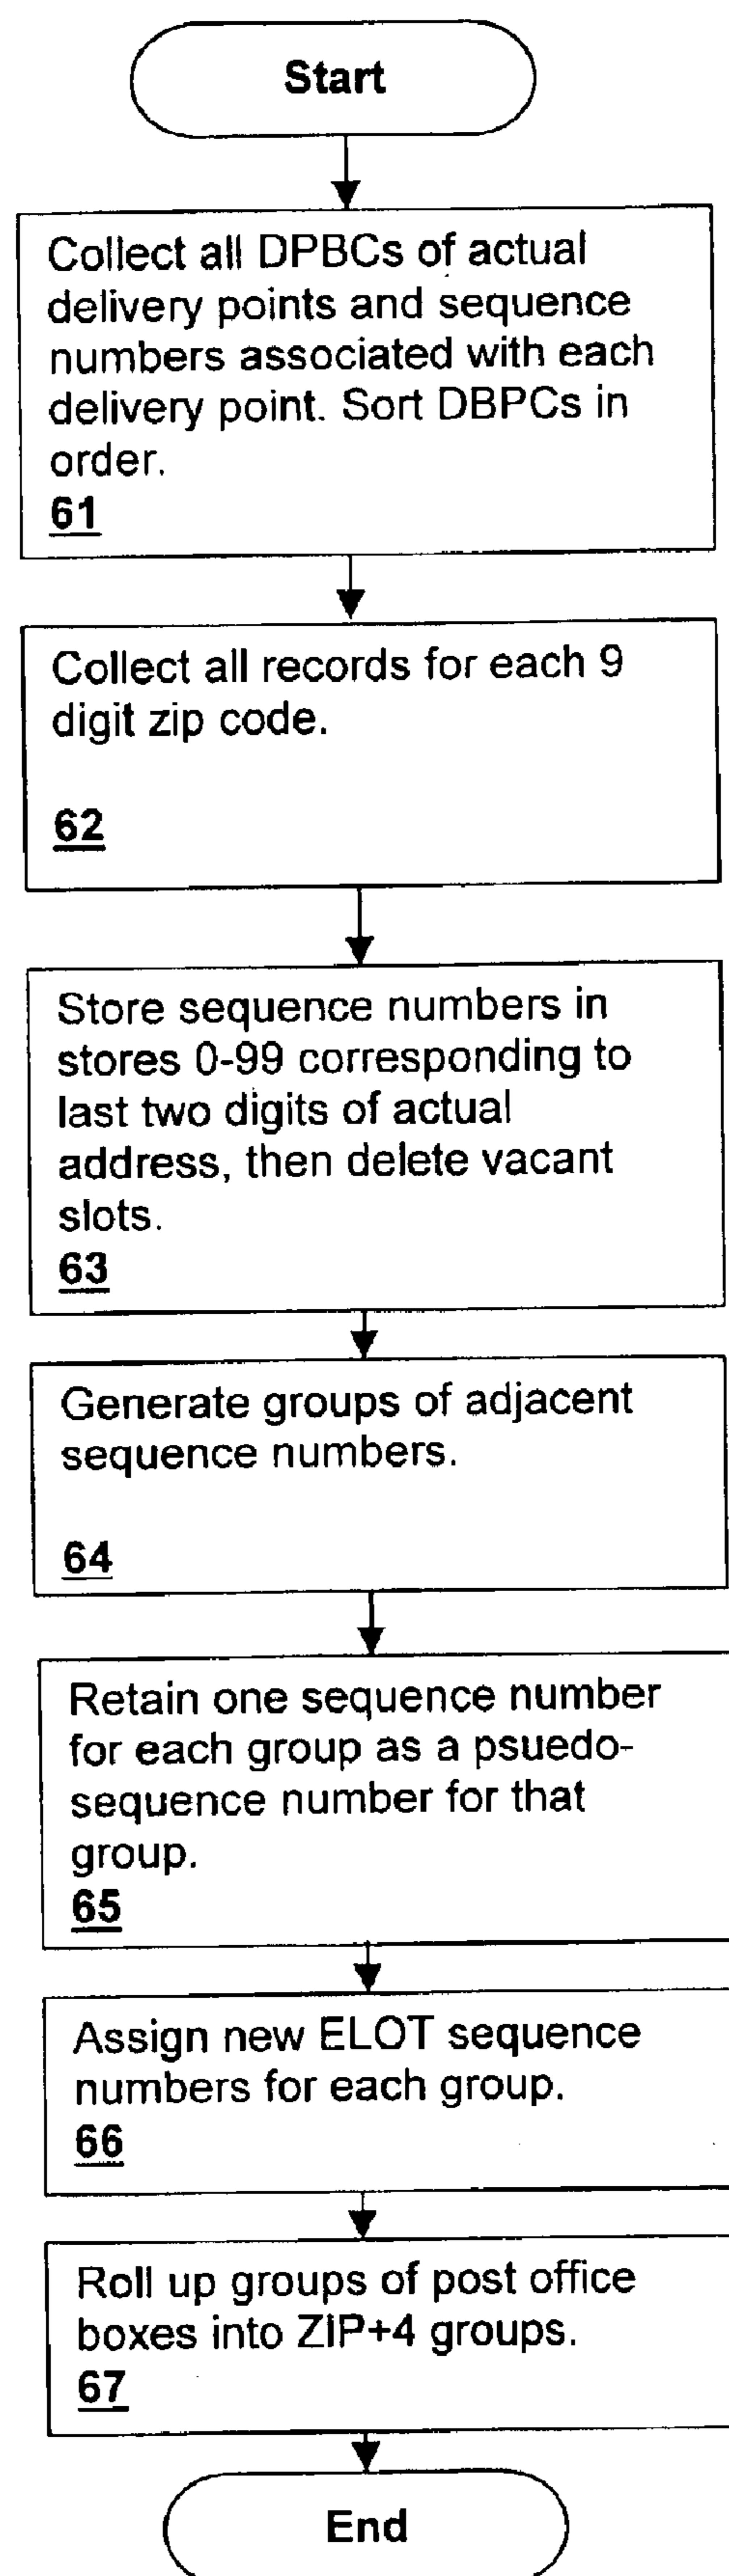 Start
Collect all DPBCs of actual
delivery points and sequence
numbers associated with each
delivery point. Sort DBPCs in
order.
61
Collect all records for each 9
digit zip code.
62
Store sequence numbers in
stores 0-99 corresponding to
last two digits of actual
address, then delete vacant
slots.
63
Generate groups of adjacent
sequence numbers.
64
Retain one sequence number
for each group as a psuedo-
sequence number for that
group.
65
Assign new ELOT sequence
numbers for each group.
66
Roll up groups of post office
boxes into ZIP+4 groups.
67
End